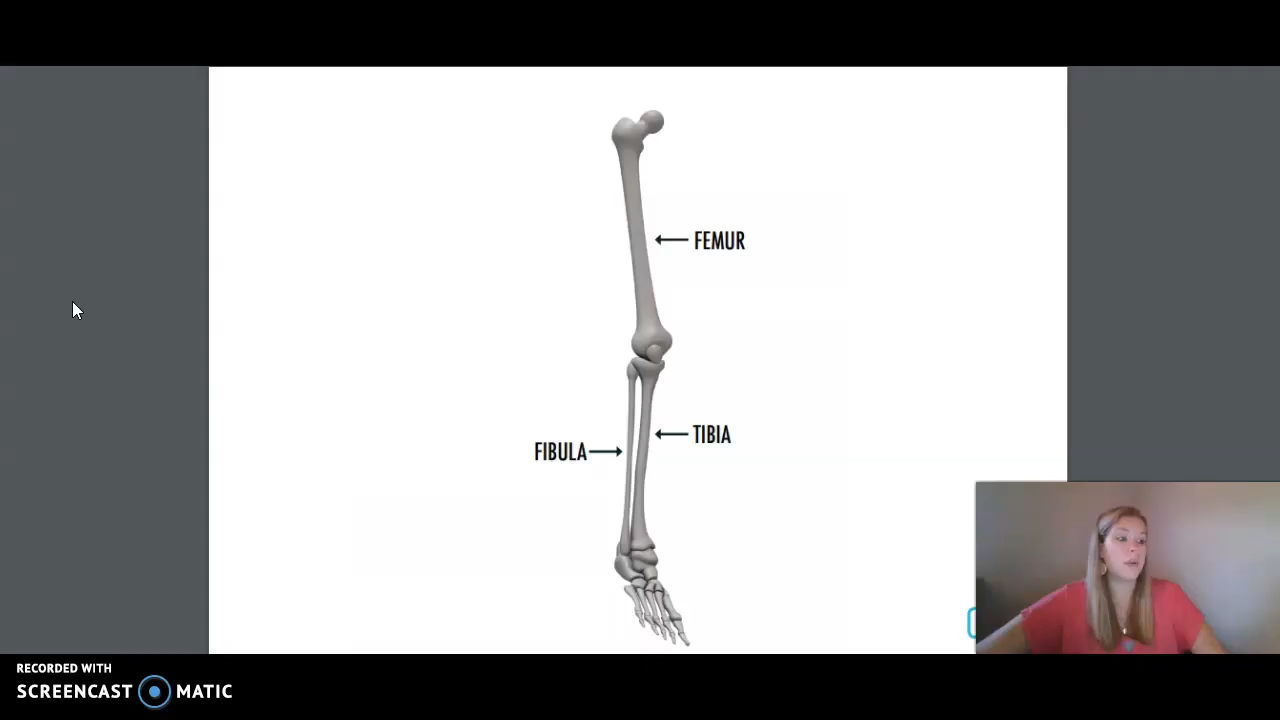 FEMUR
TIBIA
FIBULA
RECORDED WITH
SCREENCAST MATIC